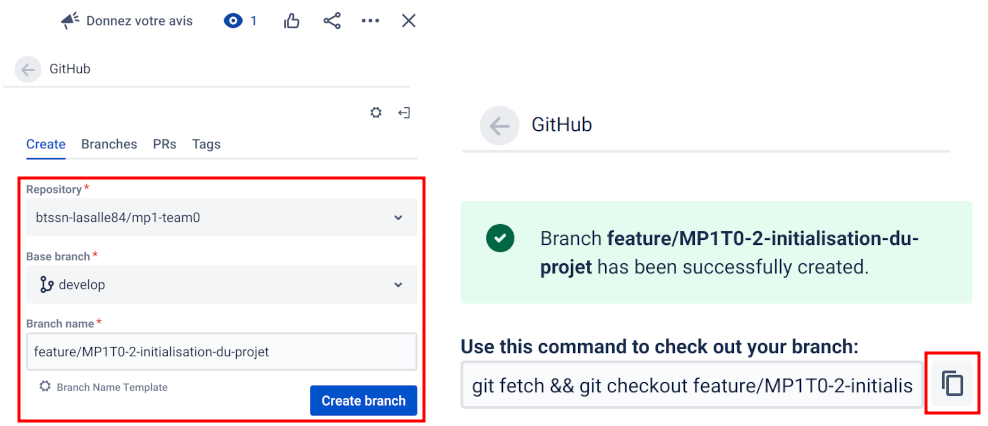 Donnez votre avis 1
GitHub
Create Branches PRs Tags
Repository *
btssn-lasalle84/mp1-team0
Base branch *
develop
Branch name *
feature/MP1T0-2-initialisation-du-projet
Branch Name Template
Create branch
GitHub
Branch feature/MP1T0-2-initialisation-du-
projet has been successfully created.
Use this command to check out your branch:
git fetch && git checkout feature/MP1T0-2-initialis